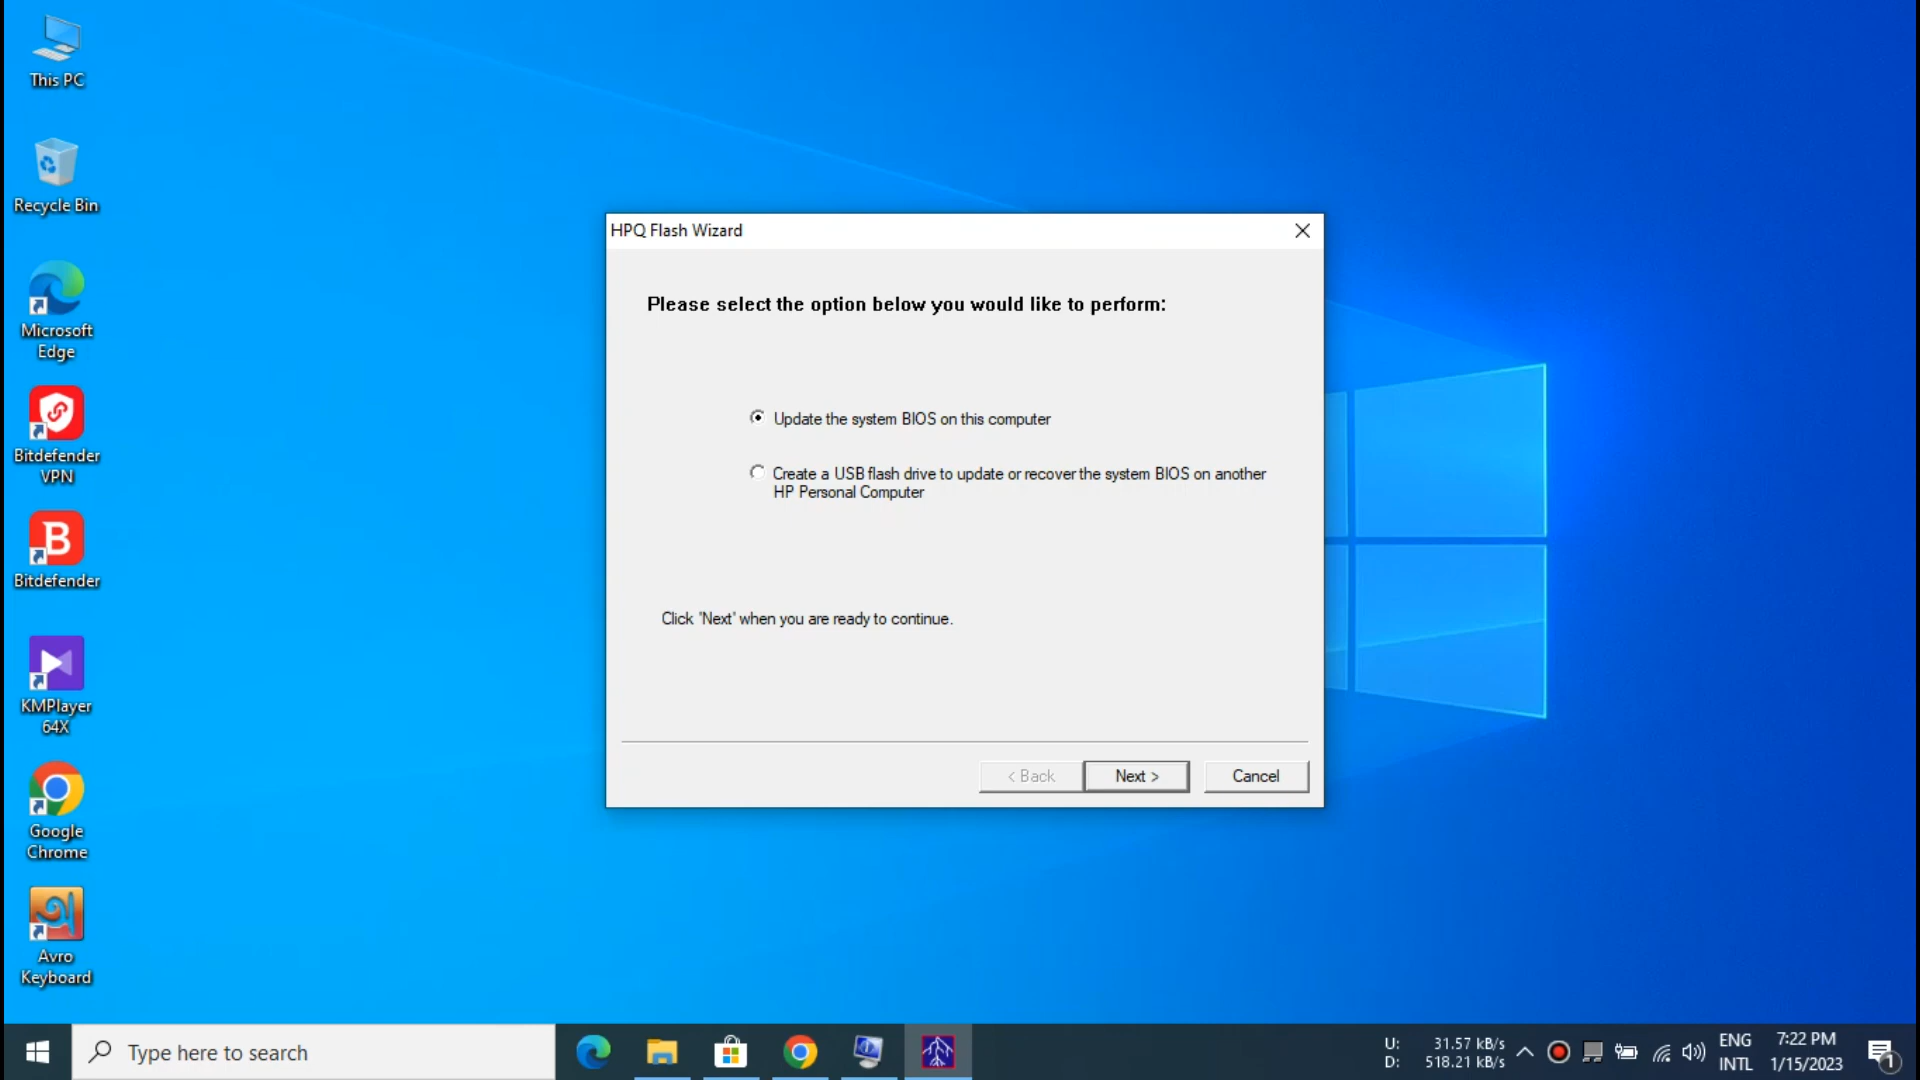 This PC
Recycle Bin
Microsoft
Edge
Bitdefender
VPN
Bitdefender
KMPlayer
64X
Google
Chrome
Avro
Keyboard
HPQ Flash Wizard
Please select the option below you would like to perform:
Update the system BIOS on this computer
Create a USB flash drive to update or recover the system BIOS on another
HP Personal Computer
Click 'Next' when you are ready to continue.
< Back
Next >
Cancel
Type here to search
U: 31.57 kB/s
D: 518.21 kB/s
ENG
INTL
7:22 PM
1/15/2023
1